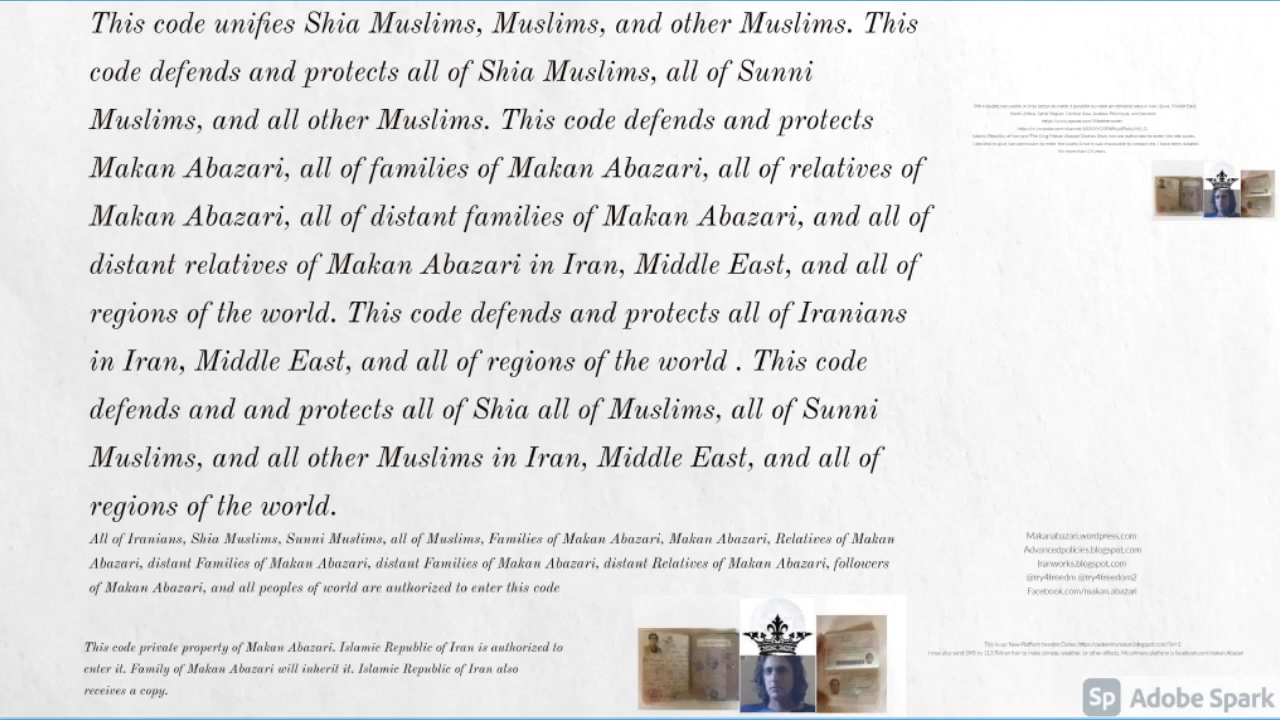 This code unifies Shia Muslims, Muslims, and other Muslims. This
code defends and protects all of Shia Muslims, all of Sunni
Muslims, and all other Muslims. This code defends and protects
Makan Abazari, all of families of Makan Abazari, all of relatives of
Makan Abazari, all of distant families of Makan Abazari, and all of
distant relatives of Makan Abazari in Iran, Middle East, and all of
regions of the world. This code defends and protects all of Iranians
in Iran, Middle East, and all of regions of the world . This code
defends and and protects all of Shia all of Muslims, all of Sunni
Muslims, and all other Muslims in Iran, Middle East, and all of
regions of the world.
All of Iranians, Shia Muslims, Sunni Muslims, all of Muslims, Families of Makan Abazari, Makan Abazari, Relatives of Makan
Abazari, distant Families of Makan Abazari, distant Families of Makan Abazari, distant Relatives of Makan Abazari, followers
of Makan Abazari, and all peoples of the world are authorized to enter this code
This code private property of Makan Abazari. Islamic Republic of Iran are authorized to
enter it. Family of Makan Abazari authorized to enter it. Islamic Republic of Iran also
receives a copy.
Makanabazari.wordpress.com
Advancedpolicies.blogspot.com
Iranworks.blogspot.com
@try4freedm @try4freedom2
Facebook.com/makan.abazari
Sp Adobe Spark